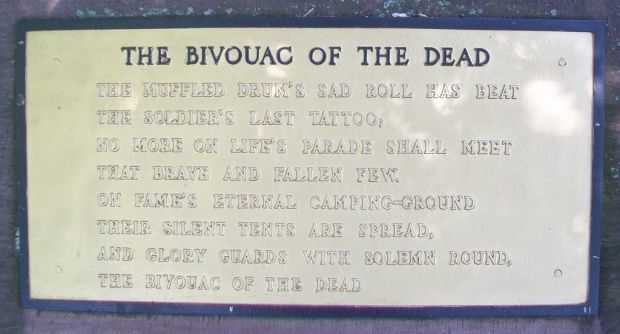 THE BIVOUAC OF THE DEAD
THE MUFFLED DRUM'S SAD ROLL HAS BEAT
THE SOLDIER'S LAST TATTOO;
NO MORE ON LIFE'S PARADE SHALL MEET
THAT BRAVE AND FALLEN FEW.
ON FAME'S ETERNAL CAMPING-GROUND
THEIR SILENT TENTS ARE SPREAD,
AND GLORY GUARDS WITH SOLEMN ROUND,
THE BIVOUAC OF THE DEAD